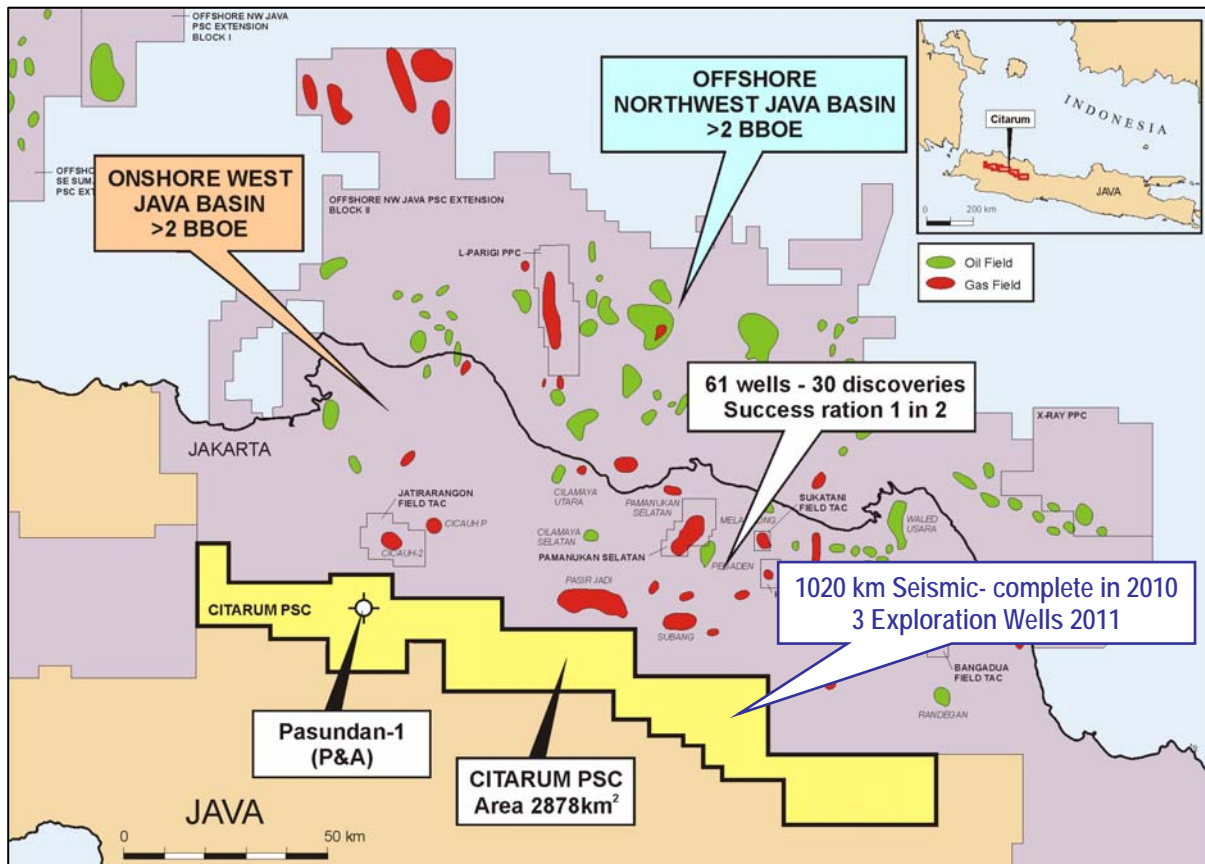 OFFSHORE NW JAVA
PSC EXTENSION
BLOCK I
OFFSHORE
NORTHWEST JAVA BASIN
>2 BBOE
INDONESIA
Citarum
JAVA
0 200 km
Oil Field
Gas Field
ONSHORE WEST
JAVA BASIN
>2 BBOE
SE SUM
PSC EXT
OFFSHORE NW JAVA PSC EXTENSION
BLOCK II
L-PARIGI PPC
61 wells - 30 discoveries
Success ration 1 in 2
X-RAY PPC
JAKARTA
JATIRARANGON
FIELD TAC
CICAUH P
CICAUH-2
CILAMAYA
UTARA
PAMANUKAN
SELATAN
SUKATANI
FIELD TAC
WALED
USARA
CILAMAYA
SELATAN
PAMANUKAN SELATAN
PASIR JADI
SUBANG
CITARUM PSC
1020 km Seismic- complete in 2010
3 Exploration Wells 2011
BANGADUA
FIELD TAC
RANDEGAN
Pasundan-1
(P&A)
CITARUM PSC
Area 2878km²
JAVA
0 50 km